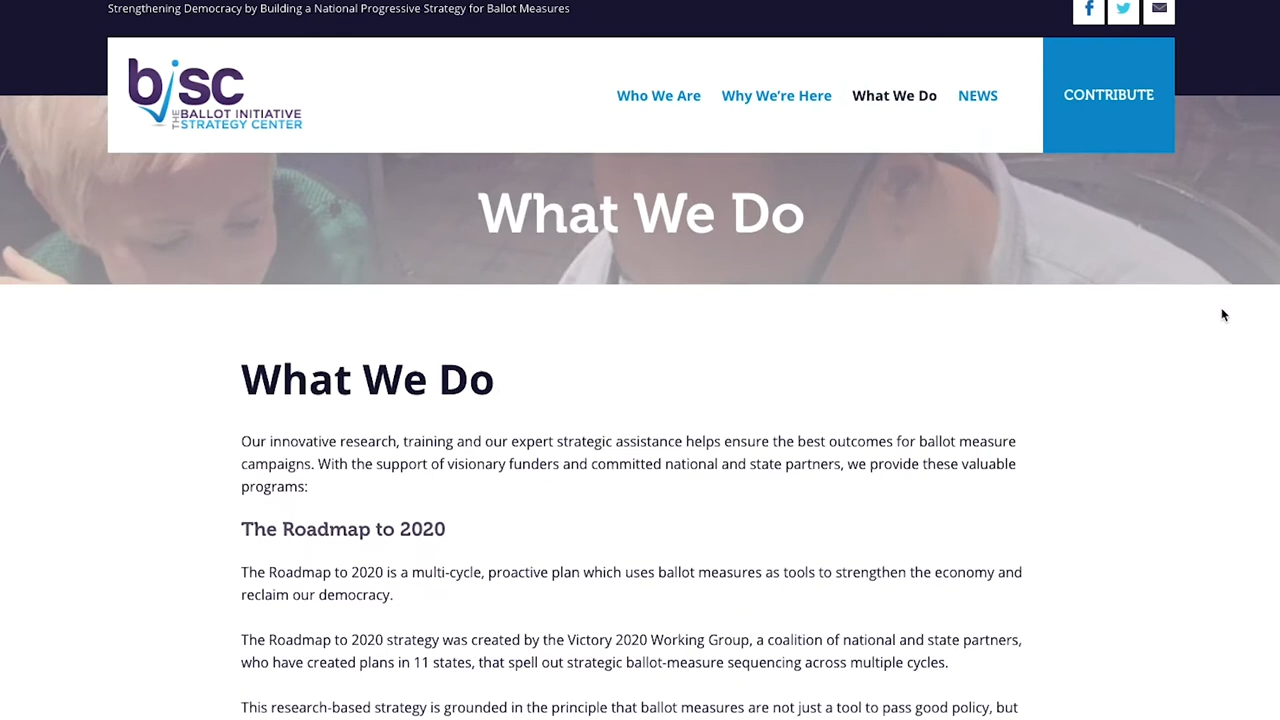 Strengthening Democracy by Building a National Progressive Strategy for Ballot Measures
bisc
THE BALLOT INITIATIVE
STRATEGY CENTER
Who We Are Why We're Here What We Do NEWS CONTRIBUTE
What We Do
What We Do
Our innovative research, training and our expert strategic assistance helps ensure the best outcomes for ballot measure
campaigns. With the support of visionary funders and committed national and state partners, we provide these valuable
programs:
The Roadmap to 2020
The Roadmap to 2020 is a multi-cycle, proactive plan which uses ballot measures as tools to strengthen the economy and
reclaim our democracy.
The Roadmap to 2020 strategy was created by the Victory 2020 Working Group, a coalition of national and state partners,
who have created plans in 11 states, that spell out strategic ballot-measure sequencing across multiple cycles.
This research-based strategy is grounded in the principle that ballot measures are not just a tool to pass good policy, but